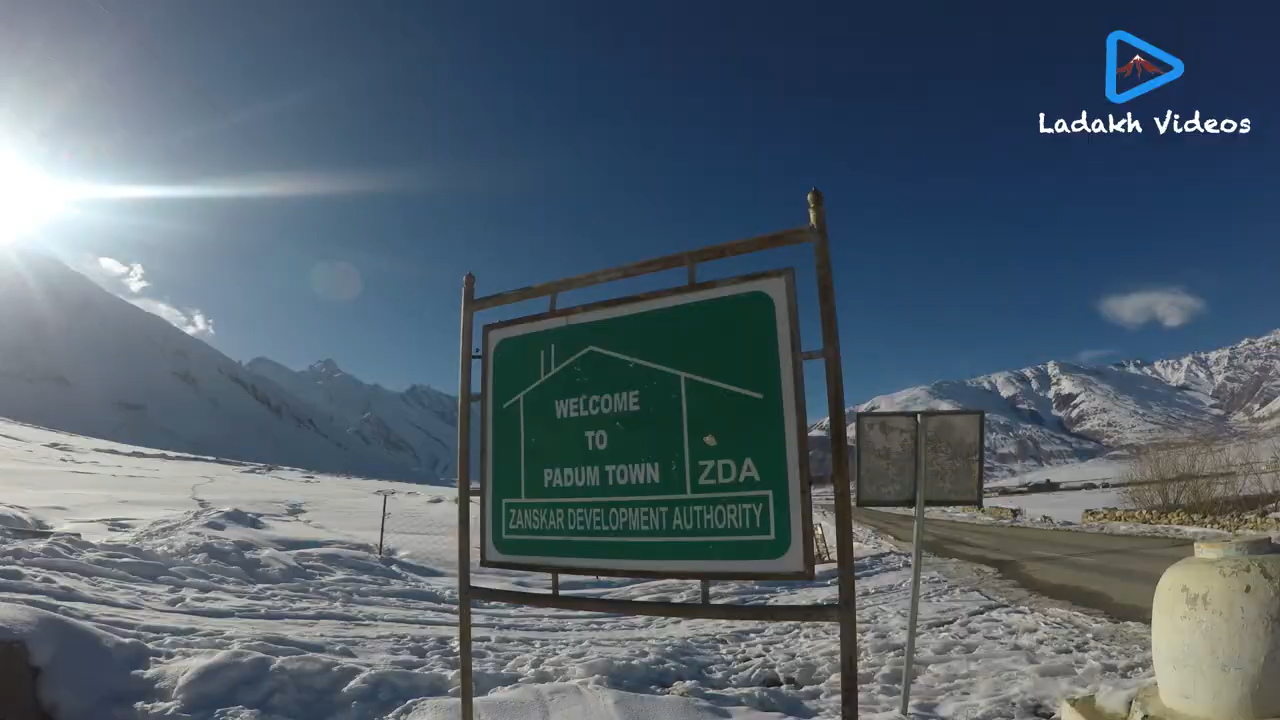 Ladakh Videos
WELCOME
TO
PADUM TOWN
ZDA
ZANSKAR DEVELOPMENT AUTHORITY